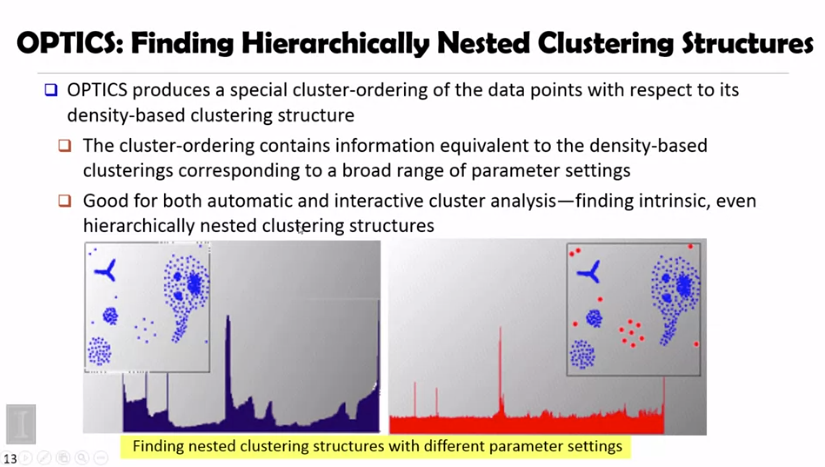 OPTICS: Finding Hierarchically Nested Clustering Structures
OPTICS produces a special cluster-ordering of the data points with respect to its
density-based clustering structure
The cluster-ordering contains information equivalent to the density-based
clusterings corresponding to a broad range of parameter settings
Good for both automatic and interactive cluster analysis—finding intrinsic, even
hierarchically nested clustering structures
Finding nested clustering structures with different parameter settings
13